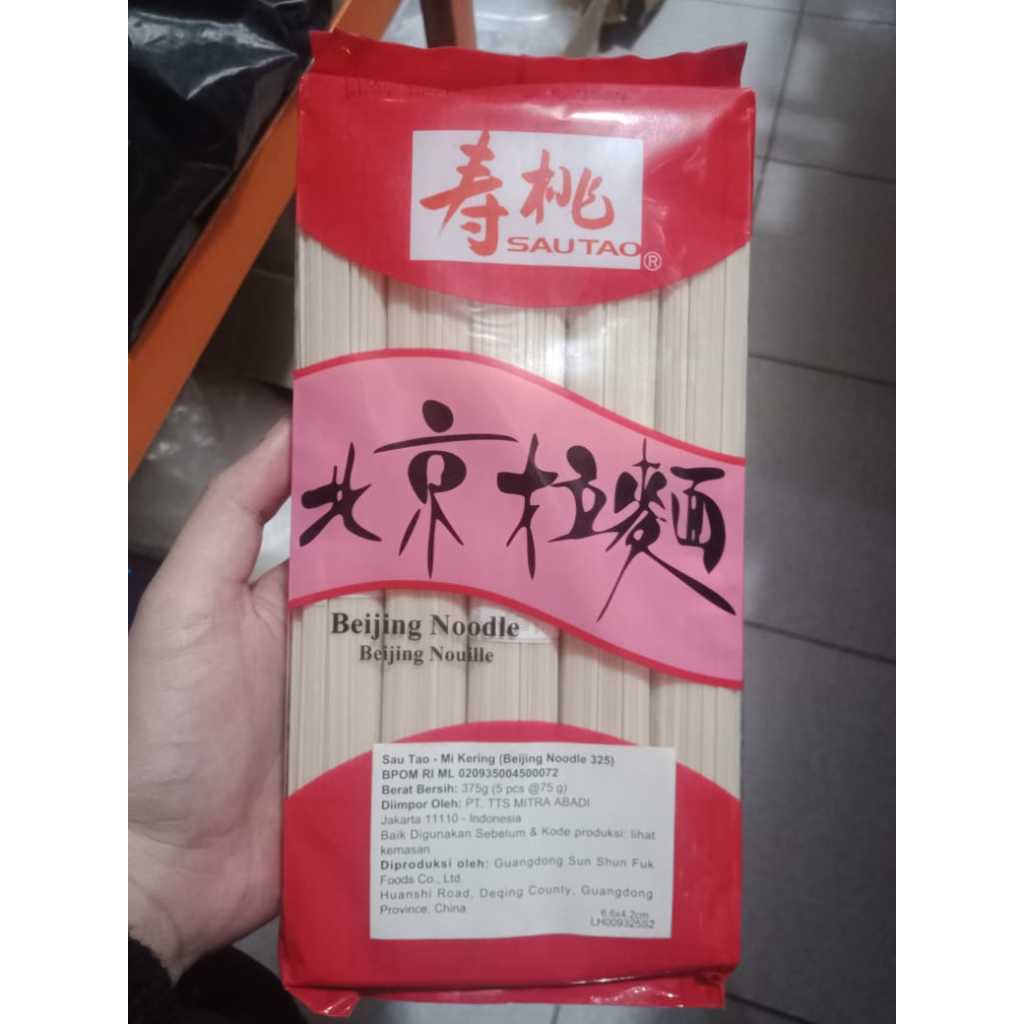 寿桃
SAU TAO®
北京拉麵
Beijing Noodle
Beijing Nouille
Sau Tao - Mi Kering (Beijing Noodle 325)
BPOM RI ML 020935004500072
Berat Bersih: 375g (5 pcs @75 g)
Diimpor Oleh: PT. TTS MITRA ABADI
Jakarta 11110 - Indonesia
Baik Digunakan Sebelum & Kode produksi: lihat
kemasan
Diproduksi oleh: Guangdong Sun Shun Fuk
Foods Co., Ltd.
Huanshi Road, Deqing County, Guangdong
Province, China
6.6x4.2cm
LH009325S2